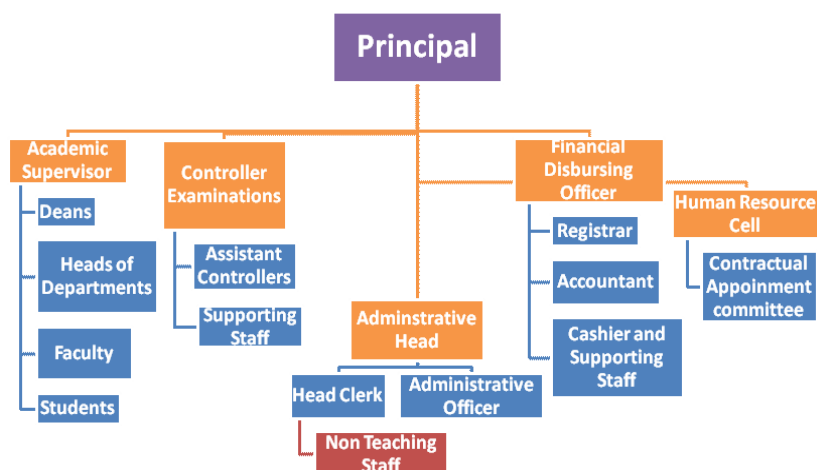 Principal
Academic
Supervisor
Deans
Heads of
Departments
Faculty
Students
Controller
Examinations
Assistant
Controllers
Supporting
Staff
Adminstrative
Head
Head Clerk
Non Teaching
Staff
Administrative
Officer
Financial
Disbursing
Officer
Registrar
Accountant
Cashier and
Supporting
Staff
Human Resource
Cell
Contractual
Appoinment
committee